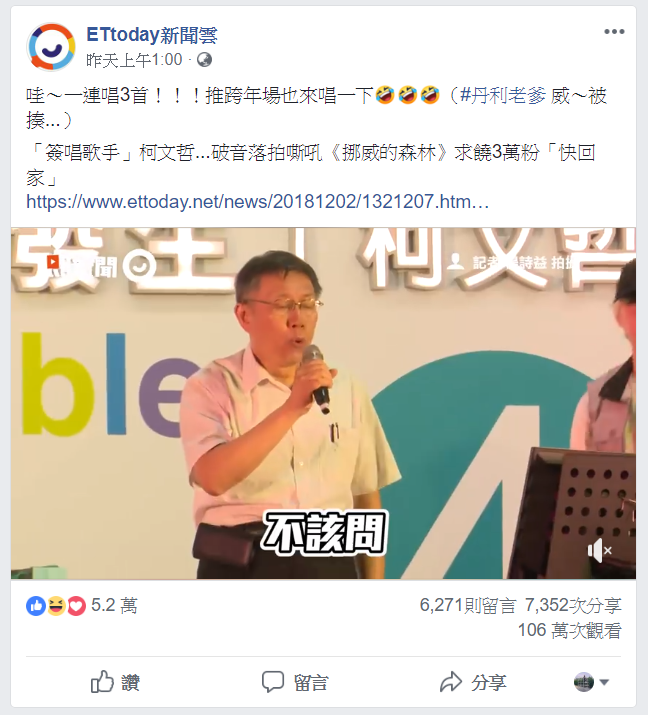 ETtoday新聞雲
昨天上午1:00 ·
哇～一連唱3首！！！推跨年場也來唱一下🤣🤣🤣（#丹利老爹 威～被
揍...）
「簽唱歌手」柯文哲...破音落拍嘶吼《挪威的森林》求饒3萬粉「快回
家」
https://www.ettoday.net/news/20181202/1321207.htm…
發生
柯文哲
新聞
記者
詩益 拍攝
ble
4
不該問
5.2 萬
6,271則留言 7,352次分享
106 萬次觀看
讚
留言
分享